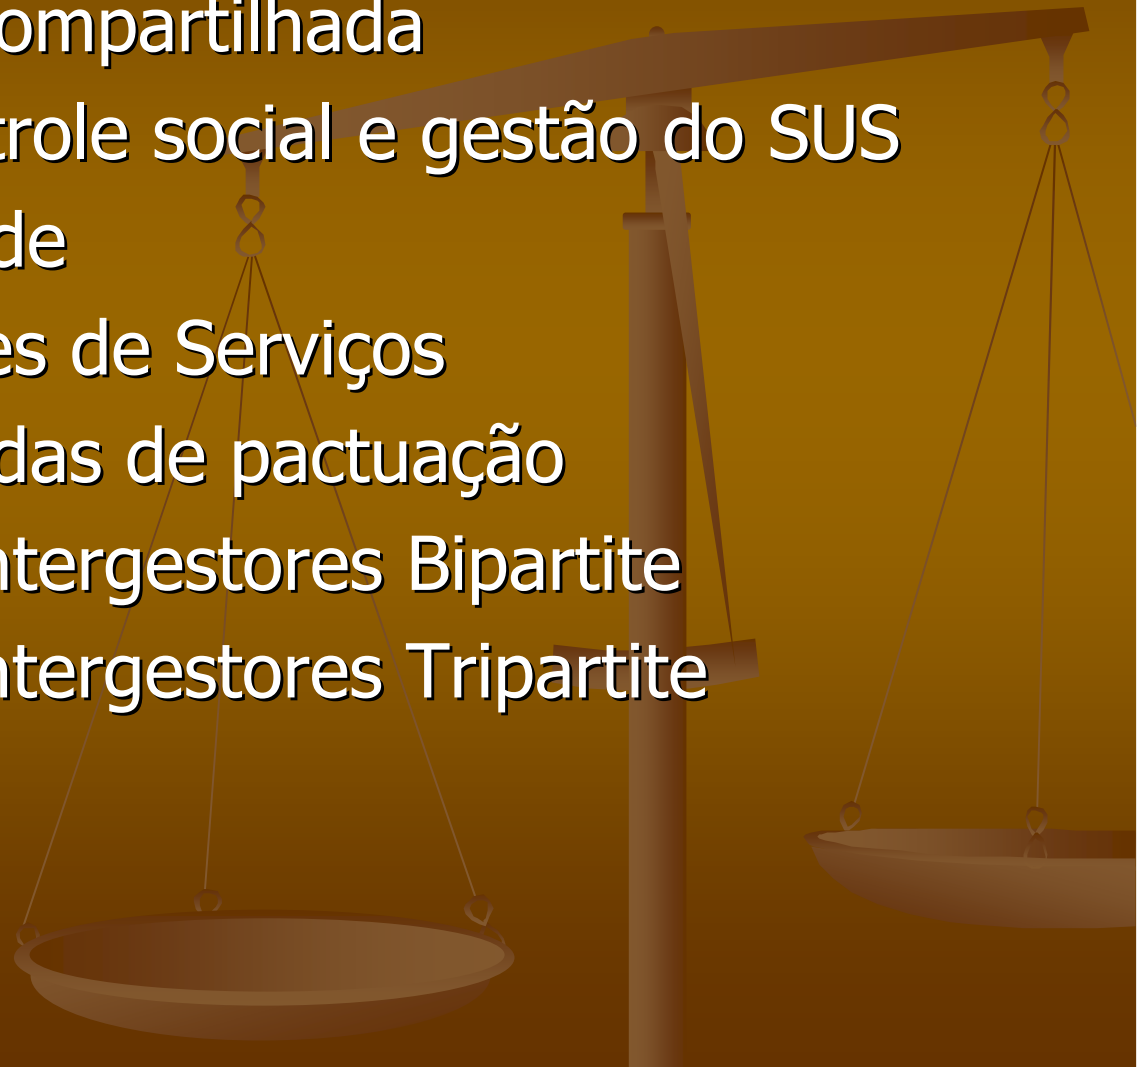 ompartilhada
trole social e gestão do SUS
de
es de Serviços
das de pactuação
ntergestores Bipartite
ntergestores Tripartite